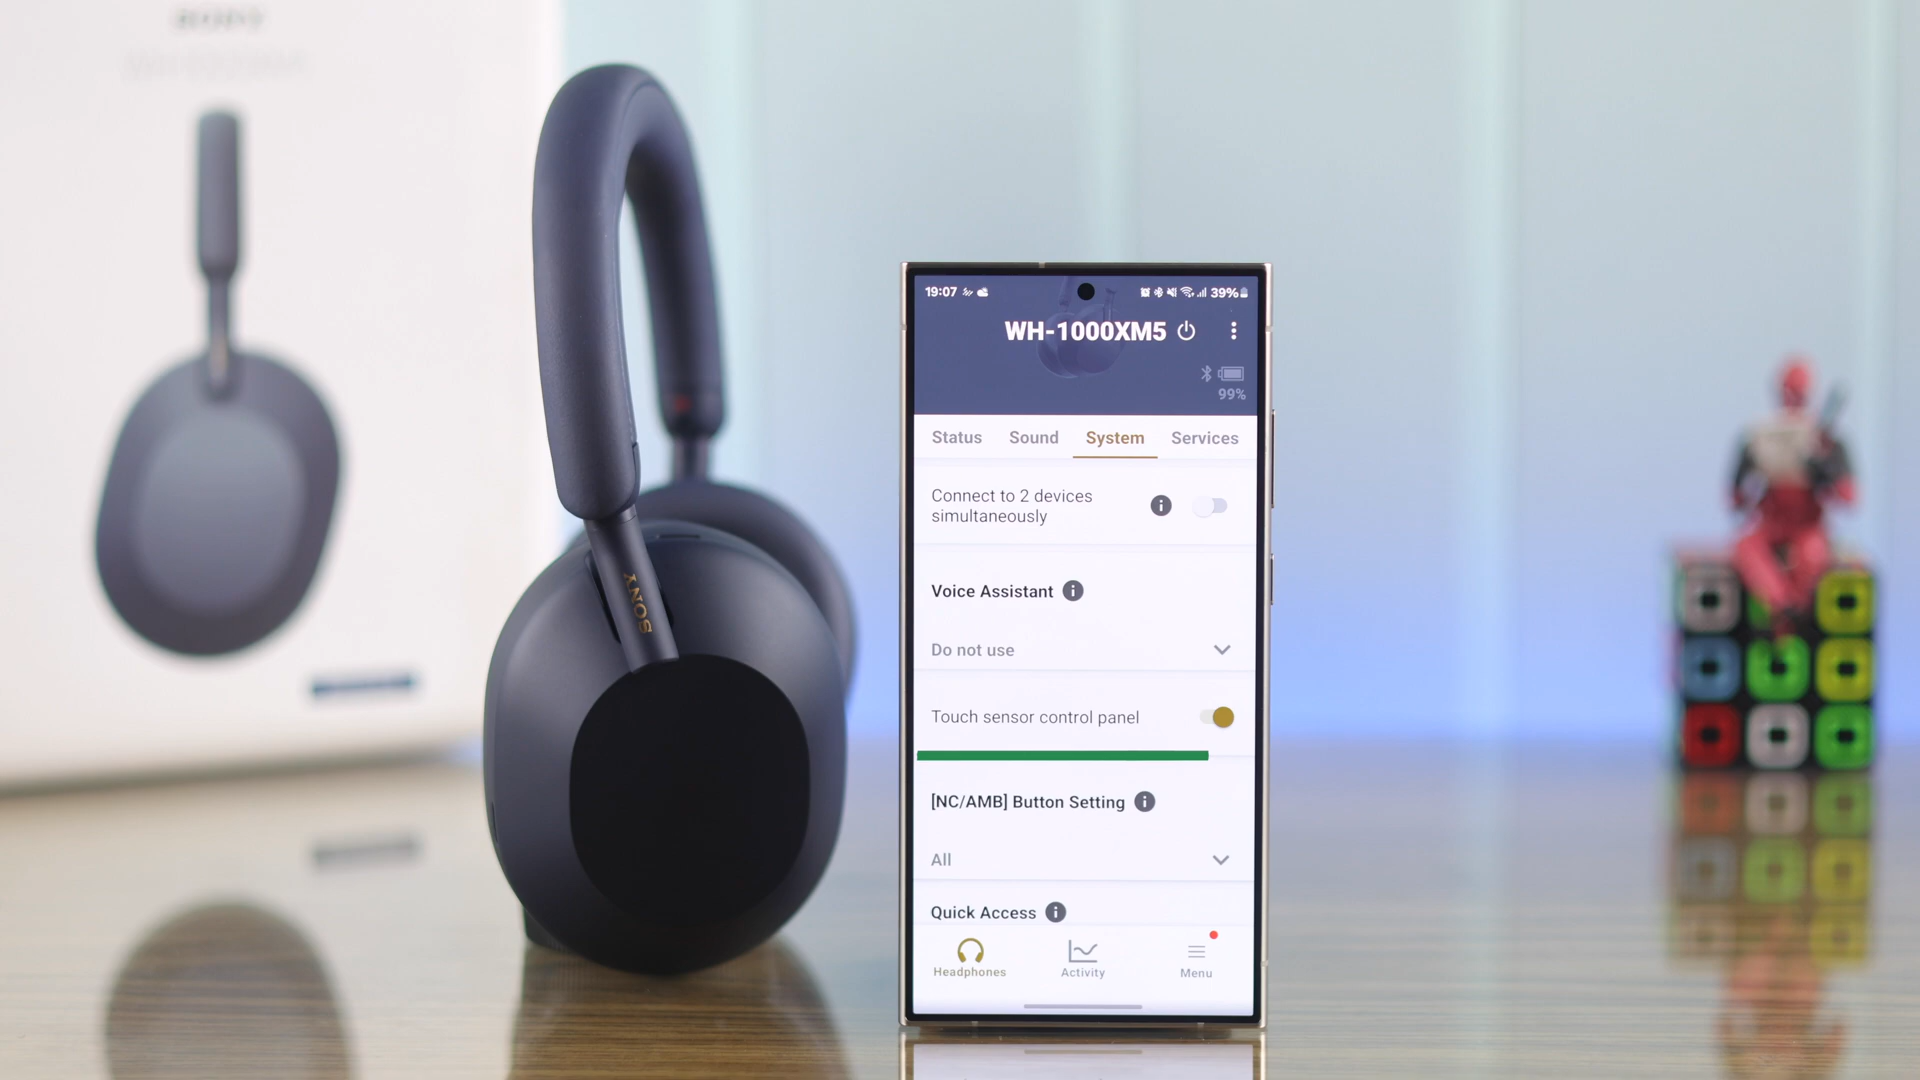 SONY
SONY
19:07
39%
WH-1000XM5
99%
Status Sound System Services
Connect to 2 devices
simultaneously
Voice Assistant
Do not use
Touch sensor control panel
[NC/AMB] Button Setting
All
Quick Access
Headphones Activity Menu